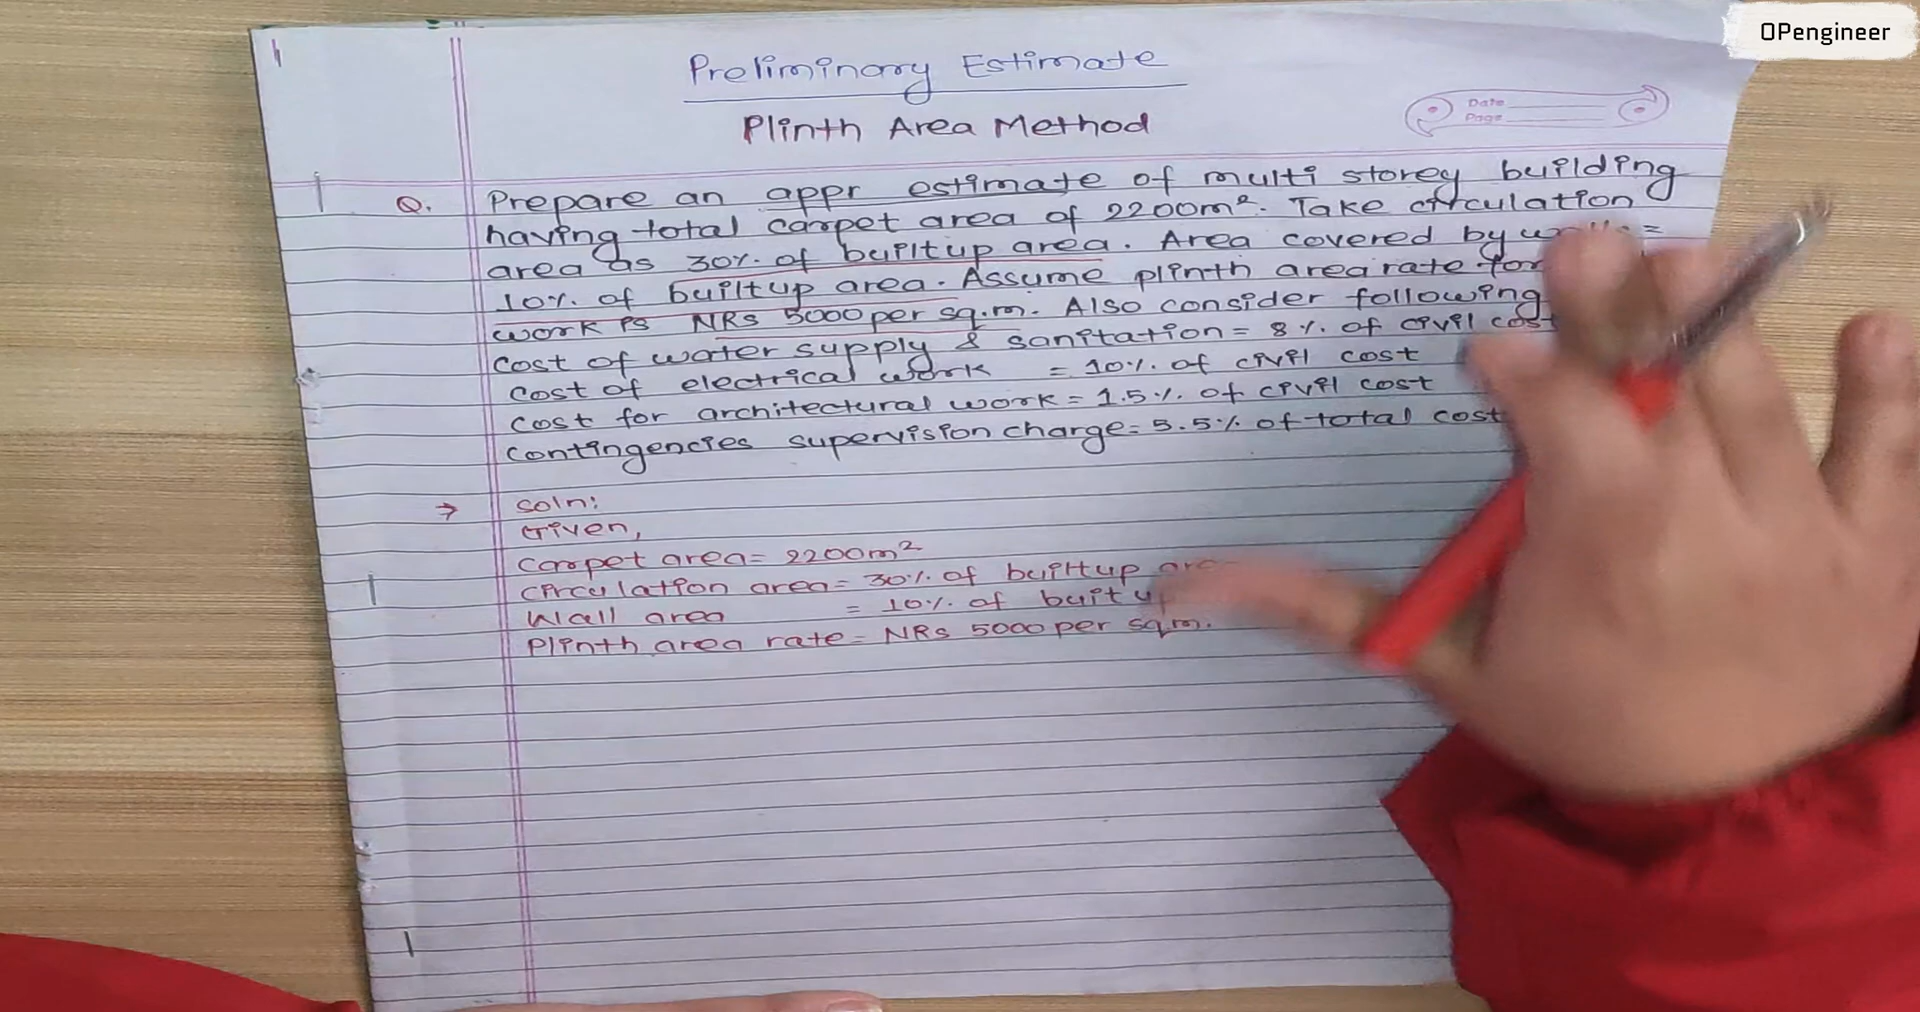 OPengineer
Preliminary Estimate
Plinth Area Method
Date
Page
Q. Prepare an appr estimate of multi storey building
having total carpet area of 2200m². Take circulation
area as 30% of builtup area. Area covered by =
10% of builtup area. Assume plinth area rate for
work is NRs 5000 per sq.m. Also consider following
cost of water supply & sanitation = 8% of civil cost
cost of electrical work = 10% of civil cost
cost for architectural work = 1.5% of civil cost
contingencies supervision charge = 5.5% of total cost
→ soln:
Given,
carpet area = 2200m²
circulation area = 30% of builtup
Wall area = 10% of buit up
Plinth area rate = NRs 5000 per sq.m.